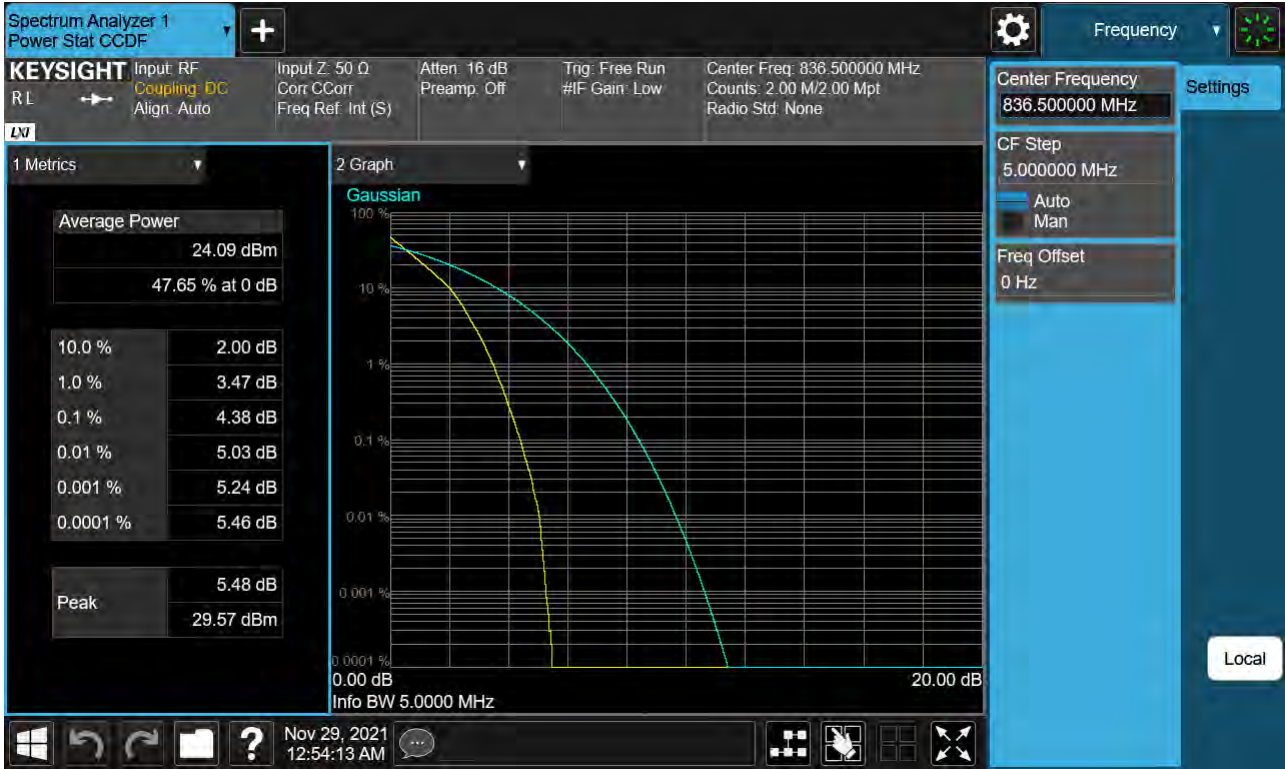 Spectrum Analyzer 1
Power Stat CCDF
Frequency
KEYSIGHT
R L
LXI
Input: RF
Coupling: DC
Align: Auto
Input Z: 50 Ω
Corr CCorr
Freq Ref: Int (S)
Atten: 16 dB
Preamp: Off
Trig: Free Run
#IF Gain: Low
Center Freq: 836.500000 MHz
Counts: 2.00 M/2.00 Mpt
Radio Std: None
Center Frequency
836.500000 MHz
Settings
CF Step
5.000000 MHz
Auto
Man
Freq Offset
0 Hz
Local
1 Metrics
Average Power
24.09 dBm
47.65 % at 0 dB
10.0 % 2.00 dB
1.0 % 3.47 dB
0.1 % 4.38 dB
0.01 % 5.03 dB
0.001 % 5.24 dB
0.0001 % 5.46 dB
Peak
5.48 dB
29.57 dBm
2 Graph
Gaussian
100 %
10 %
1 %
0.1 %
0.01 %
0.001 %
0.0001 %
0.00 dB 20.00 dB
Info BW 5.0000 MHz
?
Nov 29, 2021
12:54:13 AM